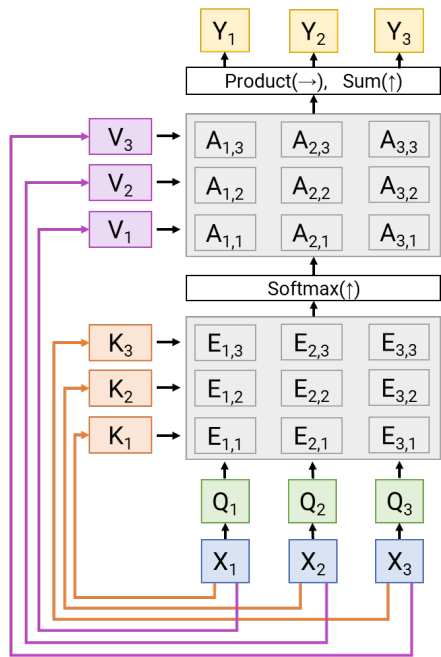 Y₁ Y₂ Y₃
Product(→), Sum(↑)
V₃ A₁,₃ A₂,₃ A₃,₃
V₂ A₁,₂ A₂,₂ A₃,₂
V₁ A₁,₁ A₂,₁ A₃,₁
Softmax(↑)
K₃ E₁,₃ E₂,₃ E₃,₃
K₂ E₁,₂ E₂,₂ E₃,₂
K₁ E₁,₁ E₂,₁ E₃,₁
Q₁ Q₂ Q₃
X₁ X₂ X₃